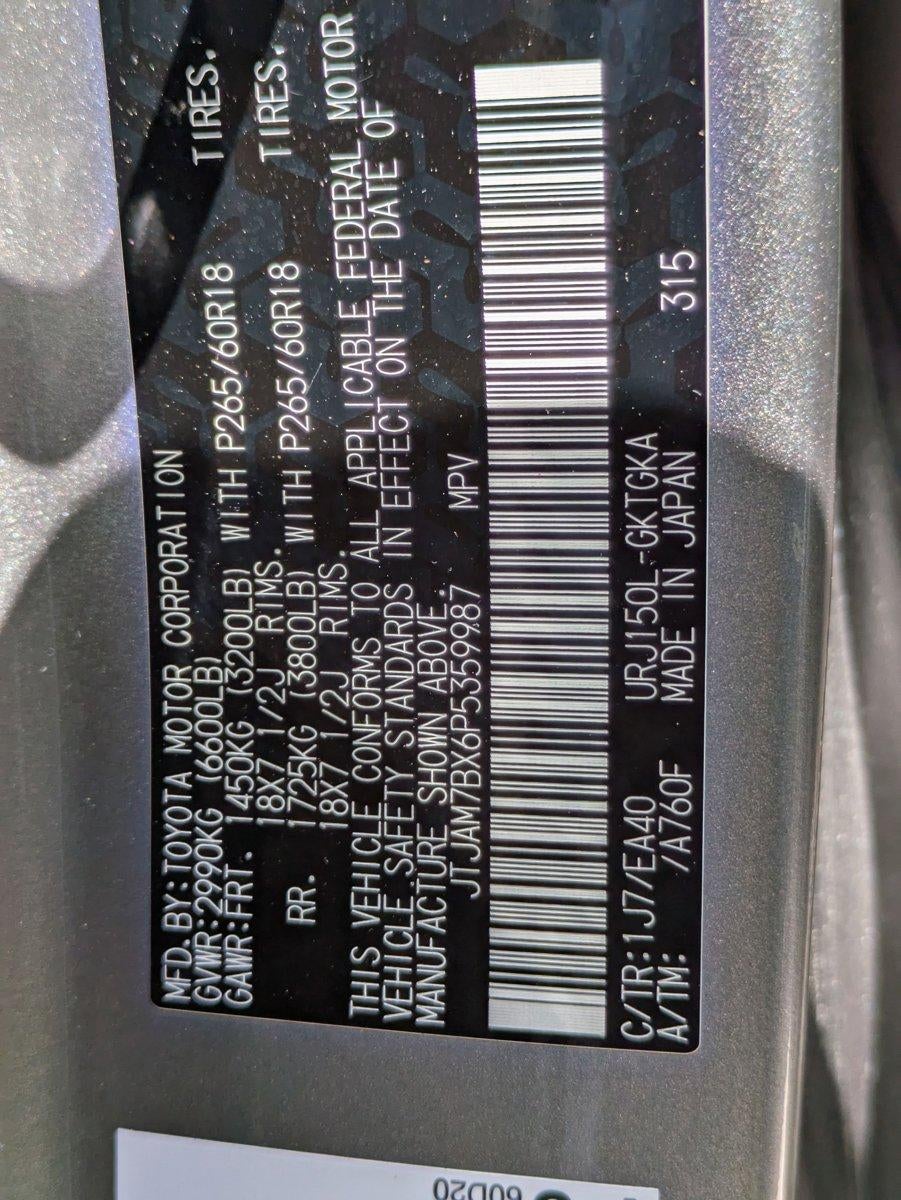 MFD.BY:TOYOTA MOTOR CORPORATION
GVWR:2990KG (6600LB)
GAWR:FRT. 1450KG (3200LB) WITH P265/60R18 TIRES.
18X7 1/2J RIMS.
RR. 1725KG (3800LB) WITH P265/60R18 TIRES.
18X7 1/2J RIMS.
THIS VEHICLE CONFORMS TO ALL APPLICABLE FEDERAL MOTOR
VEHICLE SAFETY STANDARDS IN EFFECT ON THE DATE OF
MANUFACTURE SHOWN ABOVE.
JTJAM7BX6P5359987 MPV
C/TR:1J7/EA40 URJ150L-GKTGKA 315
A/TM: /A760F MADE IN JAPAN
60D20